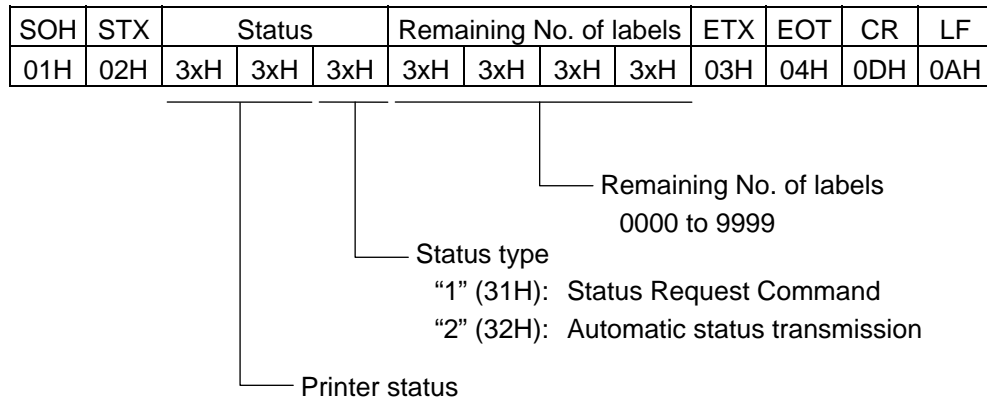 SOH STX Status Remaining No. of labels ETX EOT CR LF
01H 02H 3xH 3xH 3xH 3xH 3xH 3xH 3xH 03H 04H 0DH 0AH
Remaining No. of labels
0000 to 9999
Status type
“1” (31H): Status Request Command
“2” (32H): Automatic status transmission
Printer status